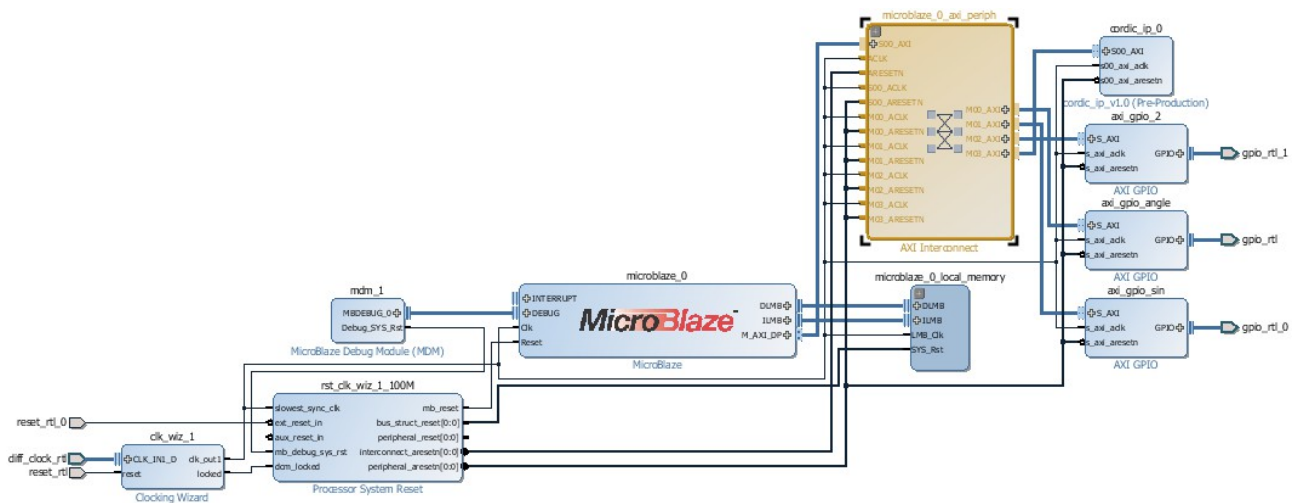 microblaze_0_axi_periph
S00_AXI
ACLK
ARESETN
S00_ACLK
S00_ARESETN
M00_ACLK
M00_ARESETN
M01_ACLK
M01_ARESETN
M02_ACLK
M02_ARESETN
M03_ACLK
M03_ARESETN
M00_AXI
M01_AXI
M02_AXI
M03_AXI
AXI Interconnect
cordic_ip_0
S00_AXI
s00_axi_aclk
s00_axi_aresetn
cordic_ip_v1.0 (Pre-Production)
axi_gpio_2
S_AXI
s_axi_aclk
s_axi_aresetn
GPIO
AXI GPIO
gpio_rtl_1
axi_gpio_angle
S_AXI
s_axi_aclk
s_axi_aresetn
GPIO
AXI GPIO
gpio_rtl
axi_gpio_sin
S_AXI
s_axi_aclk
s_axi_aresetn
GPIO
AXI GPIO
gpio_rtl_0
microblaze_0
INTERRUPT
DEBUG
Clk
Reset
MicroBlaze™
DLMB
ILMB
M_AXI_DP
MicroBlaze
microblaze_0_local_memory
DLMB
ILMB
LMB_Clk
SYS_Rst
mdm_1
MBDEBUG_0
Debug_SYS_Rst
MicroBlaze Debug Module (MDM)
rst_clk_wiz_1_100M
slowest_sync_clk
ext_reset_in
aux_reset_in
mb_debug_sys_rst
dcm_locked
mb_reset
bus_struct_reset[0:0]
peripheral_reset[0:0]
interconnect_aresetn[0:0]
peripheral_aresetn[0:0]
Processor System Reset
reset_rtl_0
diff_clock_rtl
reset_rtl
clk_wiz_1
CLK_IN1_D
reset
clk_out1
locked
Clocking Wizard